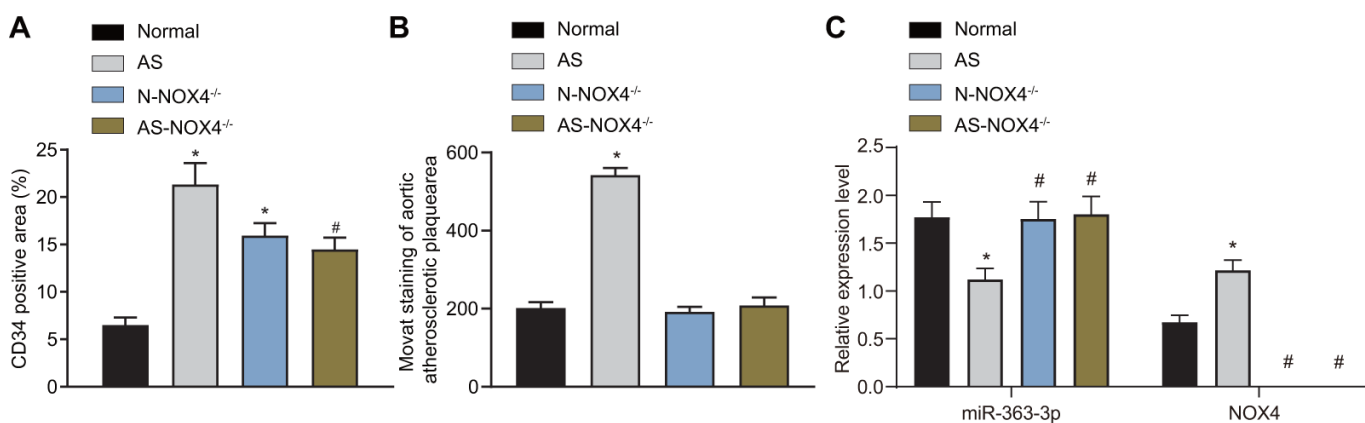 A
Normal
AS
N-NOX4-/-
AS-NOX4-/-
CD34 positive area (%)
25
20
15
10
5
0
*
*
#
B
Normal
AS
N-NOX4-/-
AS-NOX4-/-
Movat staining of aortic
atherosclerotic plaquearea
600
400
200
0
*
C
Normal
AS
N-NOX4-/-
AS-NOX4-/-
Relative expression level
2.5
2.0
1.5
1.0
0.5
0.0
*
#
#
*
#
#
miR-363-3p
NOX4